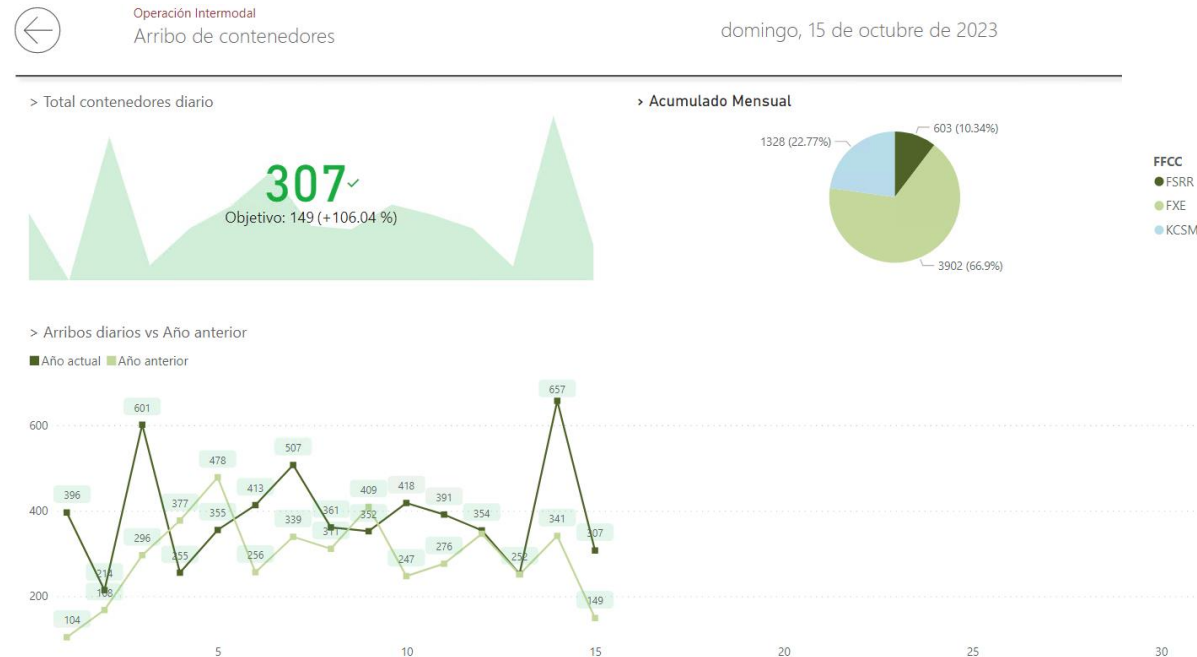 Operación Intermodal
Arribo de contenedores
domingo, 15 de octubre de 2023
> Total contenedores diario
307
Objetivo: 149 (+106.04 %)
> Acumulado Mensual
603 (10.34%)
1328 (22.77%)
3902 (66.9%)
FFCC
FSRR
FXE
KCSM
> Arribos diarios vs Año anterior
Año actual Año anterior
657
601
600
507
478
396
413
409
418
391
377
400
355
361
352
354
339
341
307
296
311
255
256
247
276
252
214
200
104
149
5 10 15 20 25 30